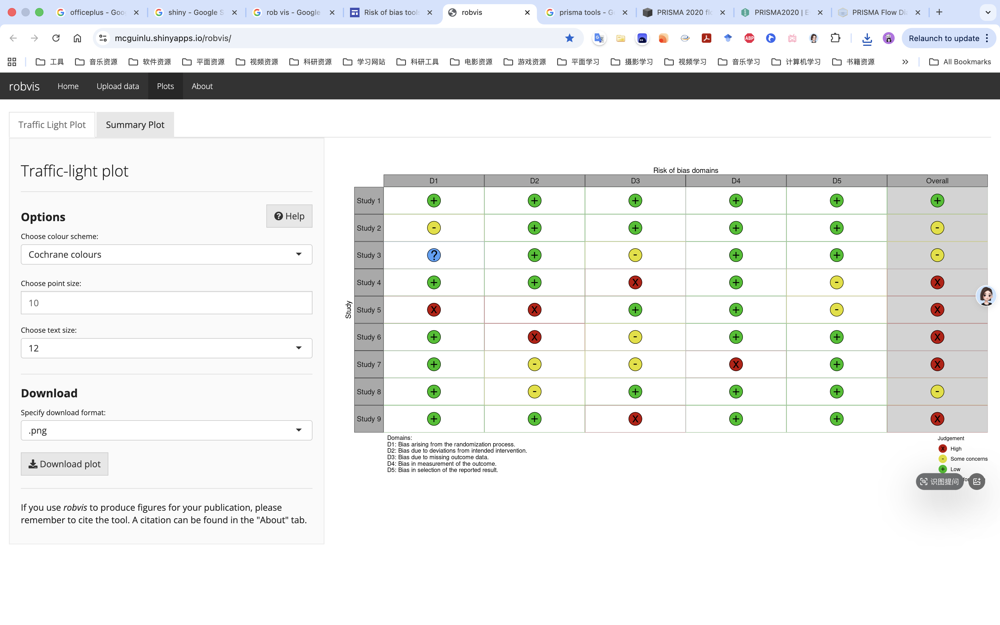 officeplus - Goo
shiny - Google S
rob vis - Google
Risk of bias tools
robvis
prisma tools - G
PRISMA 2020 flo
PRISMA2020 | E
PRISMA Flow Dia
mcguinlu.shinyapps.io/robvis/
ABP
Relaunch to update
工具
音乐资源
软件资源
平面资源
视频资源
科研资源
学习网站
科研工具
电影资源
游戏资源
平面学习
摄影学习
视频学习
音乐学习
计算机学习
书籍资源
All Bookmarks
robvis
Home
Upload data
Plots
About
Traffic Light Plot
Summary Plot
Traffic-light plot
Options
Help
Choose colour scheme:
Cochrane colours
Choose point size:
10
Choose text size:
12
Download
Specify download format:
.png
Download plot
If you use robvis to produce figures for your publication, please
remember to cite the tool. A citation can be found in the "About" tab.
Risk of bias domains
D1 D2 D3 D4 D5 Overall
Study
Study 1 + + + + + +
Study 2 - + + + + -
Study 3 ? + - + + -
Study 4 + + X + - X
Study 5 X X + + - X
Study 6 + X - + + X
Study 7 + - - X + X
Study 8 + - + + + -
Study 9 + + X + + X
Domains:
D1: Bias arising from the randomization process.
D2: Bias due to deviations from intended intervention.
D3: Bias due to missing outcome data.
D4: Bias in measurement of the outcome.
D5: Bias in selection of the reported result.
Judgement
X High
- Some concerns
+ Low
识图提问